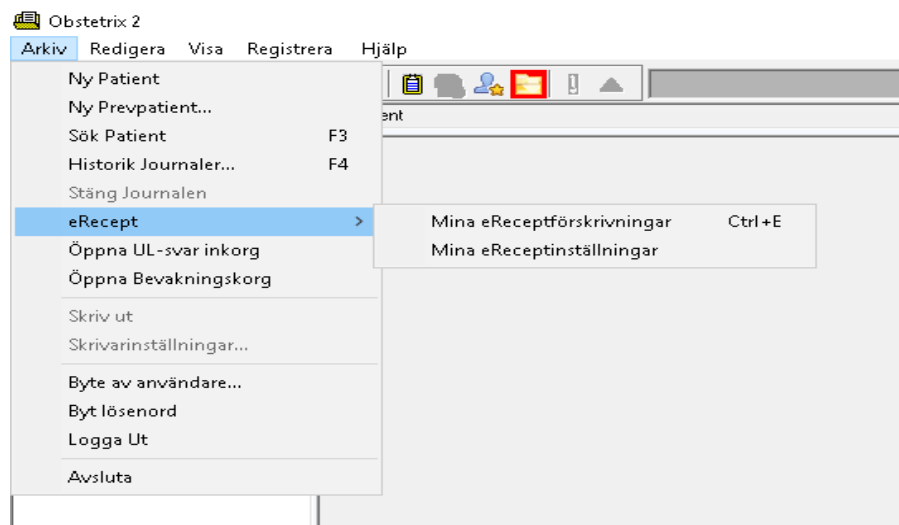 Obstetrix 2
Arkiv Redigera Visa Registrera Hjälp
Ny Patient
Ny Prevpatient...
ent
Sök Patient F3
Historik Journaler... F4
Stäng Journalen
eRecept > Mina eReceptförskrivningar Ctrl+E
Öppna UL-svar inkorg Mina eReceptinställningar
Öppna Bevakningskorg
Skriv ut
Skrivarinställningar...
Byte av användare...
Byt lösenord
Logga Ut
Avsluta